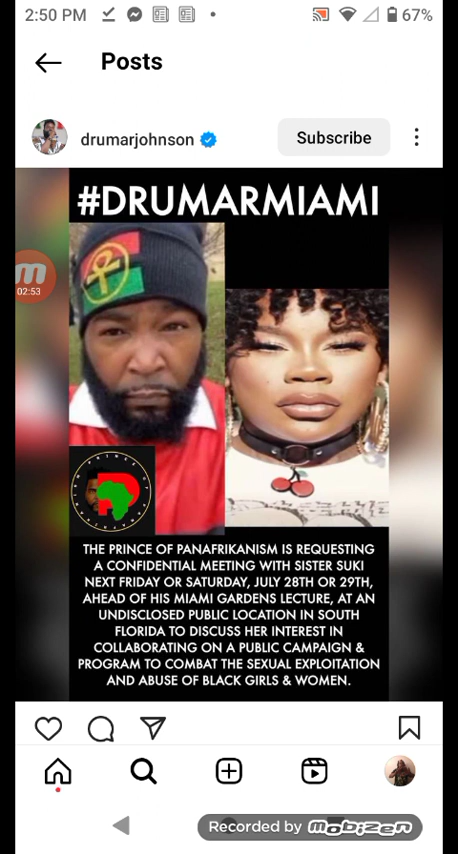 2:50 PM
67%
Posts
drumarjohnson
Subscribe
#DRUMARMIAMI
m
02:53
THE PRINCE OF PANAFRIKANISM IS REQUESTING
A CONFIDENTIAL MEETING WITH SISTER SUKI
NEXT FRIDAY OR SATURDAY, JULY 28TH OR 29TH,
AHEAD OF HIS MIAMI GARDENS LECTURE, AT AN
UNDISCLOSED PUBLIC LOCATION IN SOUTH
FLORIDA TO DISCUSS HER INTEREST IN
COLLABORATING ON A PUBLIC CAMPAIGN &
PROGRAM TO COMBAT THE SEXUAL EXPLOITATION
AND ABUSE OF BLACK GIRLS & WOMEN.
Recorded by mobizen